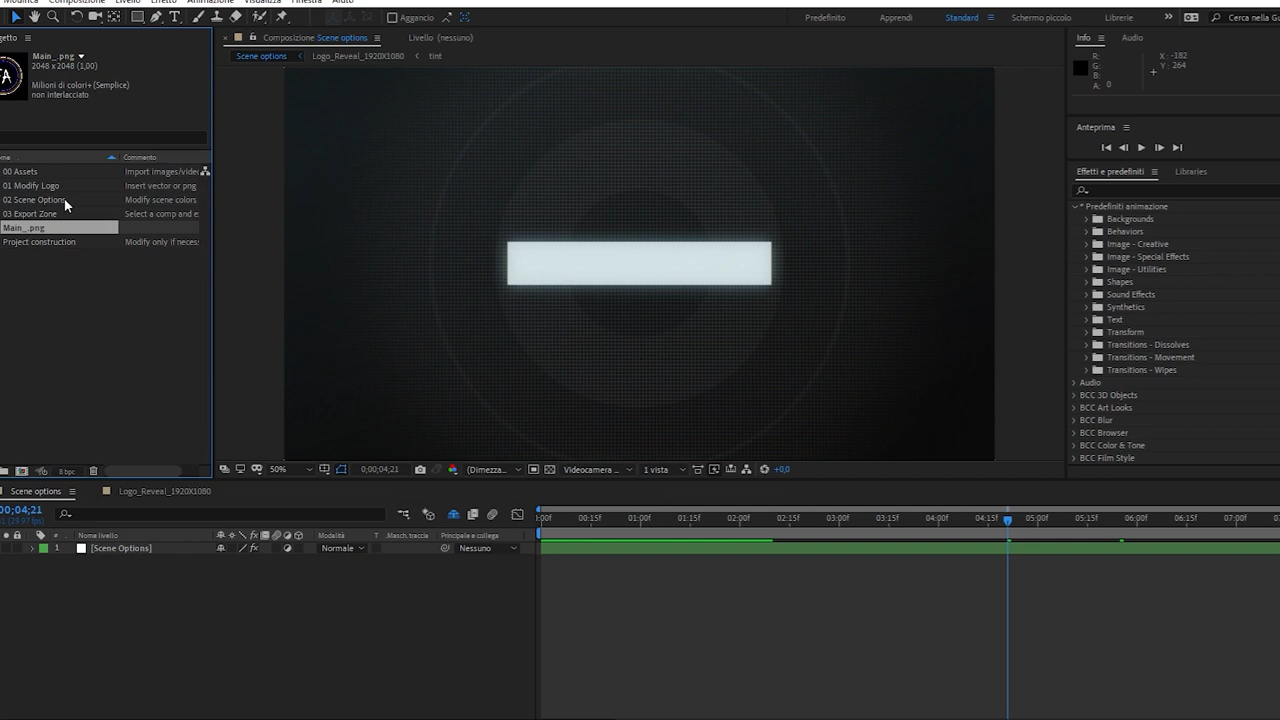 Modifica Composizione Livello Effetto Animazione Visualizza Finestra Aiuto
Aggancio
Predefinito Apprendi Standard Schermo piccolo Librerie
Composizione Scene options Livello (nessuno)
Scene options Logo_Reveal_1920X1080 tint
Main_.png
2048 x 2048 (1,00)
Milioni di colori+ (Semplice)
non interlacciato
Commento
00 Assets Import images/vide
01 Modify Logo Insert vector or png
02 Scene Options Modify scene colors
03 Export Zone Select a comp and e
Main_.png
Project construction Modify only if neces
8 bpc
50% 0;00;04;21 (Dimezza... Videocamera ... 1 vista +0,0
Info Audio
R: X: -182
G: Y: 264
B:
A: 0
Anteprima
Effetti e predefiniti Libraries
* Predefiniti animazione
Backgrounds
Behaviors
Image - Creative
Image - Special Effects
Image - Utilities
Shapes
Sound Effects
Synthetics
Text
Transform
Transitions - Dissolves
Transitions - Movement
Transitions - Wipes
Audio
BCC 3D Objects
BCC Art Looks
BCC Blur
BCC Browser
BCC Color & Tone
BCC Film Style
Scene options Logo_Reveal_1920X1080
00;04;21
(29.97 fps)
# Nome livello Modalità T Masch. traccia Principale e collega
1 [Scene Options] Normale Nessuno
:00f 00:15f 01:00f 01:15f 02:00f 02:15f 03:00f 03:15f 04:00f 04:15f 05:00f 05:15f 06:00f 06:15f 07:00f